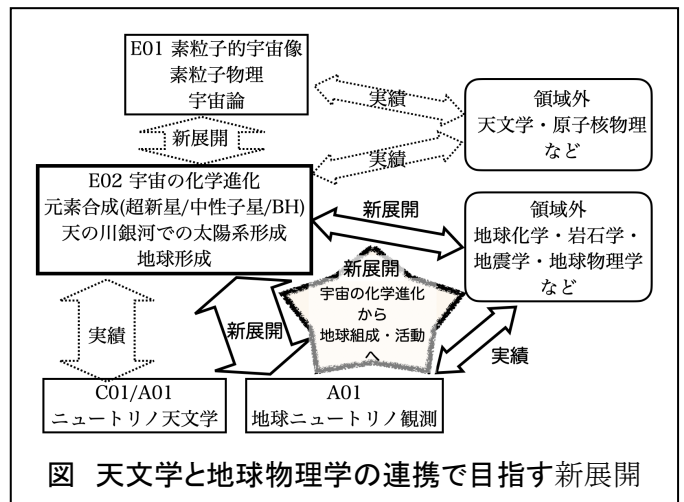 E01 素粒子的宇宙像
素粒子物理
宇宙論
実績
領域外
天文学・原子核物理
など
新展開
実績
E02 宇宙の化学進化
元素合成(超新星/中性子星/BH)
天の川銀河での太陽系形成
地球形成
新展開
領域外
地球化学・岩石学・
地震学・地球物理学
など
新展開
宇宙の化学進化
から
地球組成・活動
へ
実績
新展開
実績
C01/A01
ニュートリノ天文学
A01
地球ニュートリノ観測
図 天文学と地球物理学の連携で目指す新展開